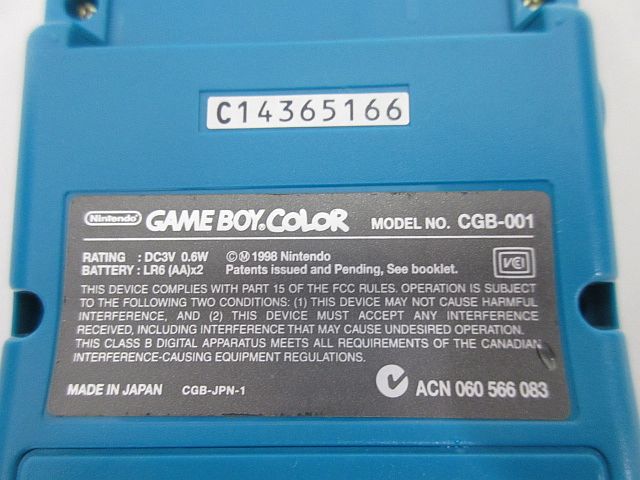 C14365166
Nintendo GAME BOY COLOR MODEL NO. CGB-001
RATING : DC3V 0.6W ©Ⓜ1998 Nintendo
BATTERY : LR6 (AA)x2 Patents issued and Pending, See booklet.
VCI
THIS DEVICE COMPLIES WITH PART 15 OF THE FCC RULES. OPERATION IS SUBJECT
TO THE FOLLOWING TWO CONDITIONS: (1) THIS DEVICE MAY NOT CAUSE HARMFUL
INTERFERENCE, AND (2) THIS DEVICE MUST ACCEPT ANY INTERFERENCE
RECEIVED, INCLUDING INTERFERENCE THAT MAY CAUSE UNDESIRED OPERATION.
THIS CLASS B DIGITAL APPARATUS MEETS ALL REQUIREMENTS OF THE CANADIAN
INTERFERENCE-CAUSING EQUIPMENT REGULATIONS.
MADE IN JAPAN CGB-JPN-1 ACN 060 566 083